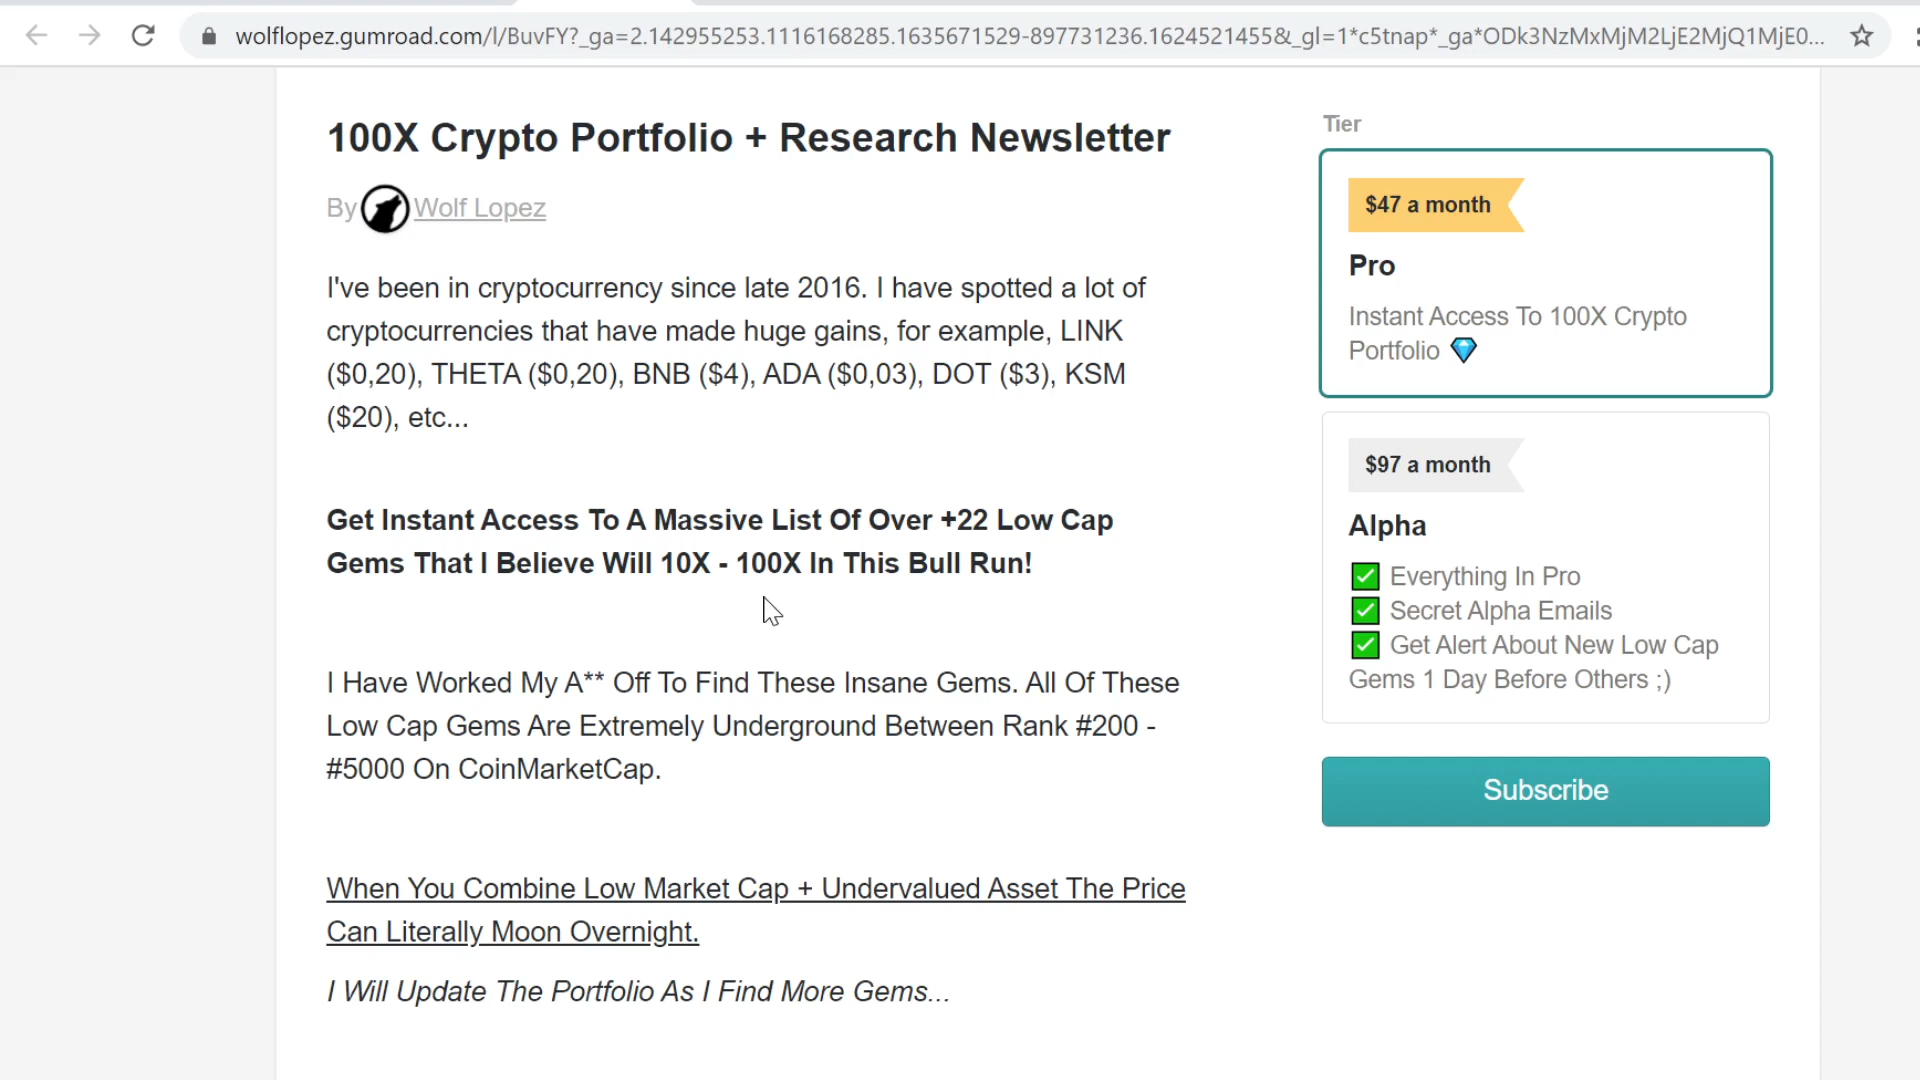 wolflopez.gumroad.com/l/BuvFY?_ga=2.142955253.1116168285.1635671529-897731236.1624521455&_gl=1*c5tnap*_ga*ODk3NzMxMjM2LjE2MjQ1MjE0...
100X Crypto Portfolio + Research Newsletter
By Wolf Lopez
I've been in cryptocurrency since late 2016. I have spotted a lot of
cryptocurrencies that have made huge gains, for example, LINK
($0,20), THETA ($0,20), BNB ($4), ADA ($0,03), DOT ($3), KSM
($20), etc...
Get Instant Access To A Massive List Of Over +22 Low Cap
Gems That I Believe Will 10X - 100X In This Bull Run!
I Have Worked My A** Off To Find These Insane Gems. All Of These
Low Cap Gems Are Extremely Underground Between Rank #200 -
#5000 On CoinMarketCap.
When You Combine Low Market Cap + Undervalued Asset The Price
Can Literally Moon Overnight.
I Will Update The Portfolio As I Find More Gems...
Tier
$47 a month
Pro
Instant Access To 100X Crypto
Portfolio 💎
$97 a month
Alpha
✅ Everything In Pro
✅ Secret Alpha Emails
✅ Get Alert About New Low Cap
Gems 1 Day Before Others ;)
Subscribe